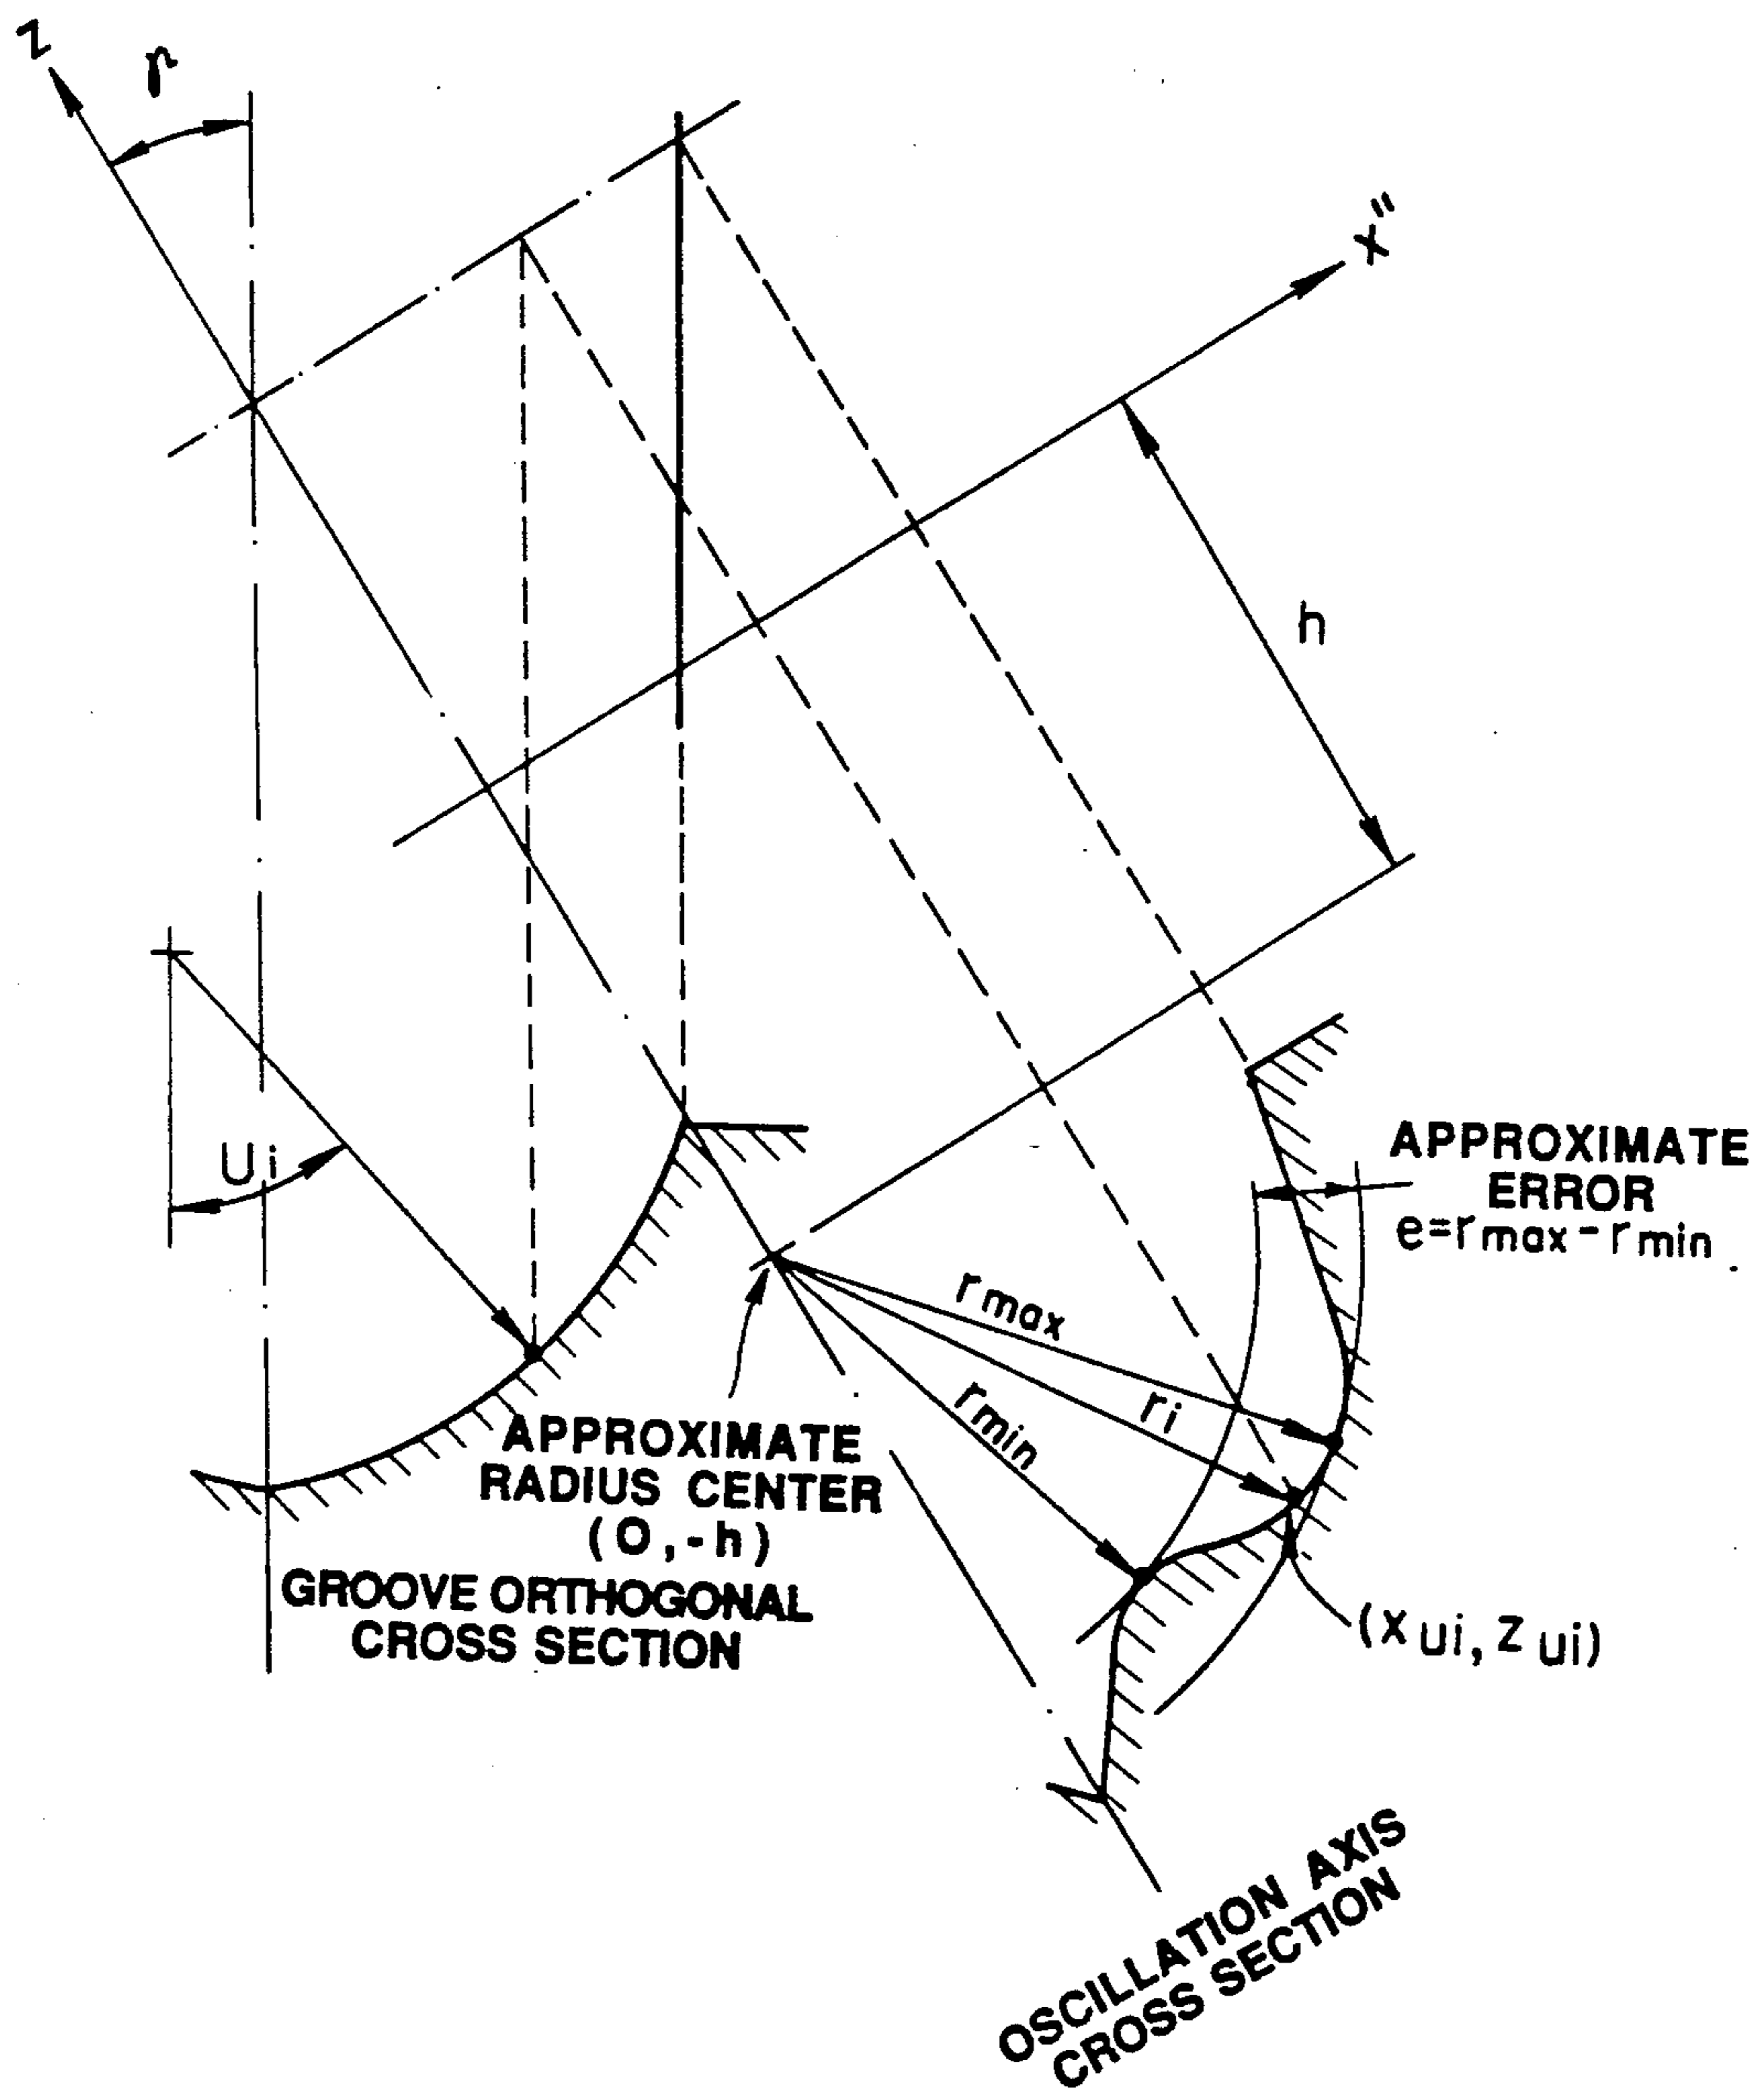 z
γ
x"
h
Ui
APPROXIMATE
ERROR
e=rmax-rmin
rmax
ri
rmin
APPROXIMATE
RADIUS CENTER
(0,-h)
GROOVE ORTHOGONAL
CROSS SECTION
(xui, zui)
OSCILLATION AXIS
CROSS SECTION